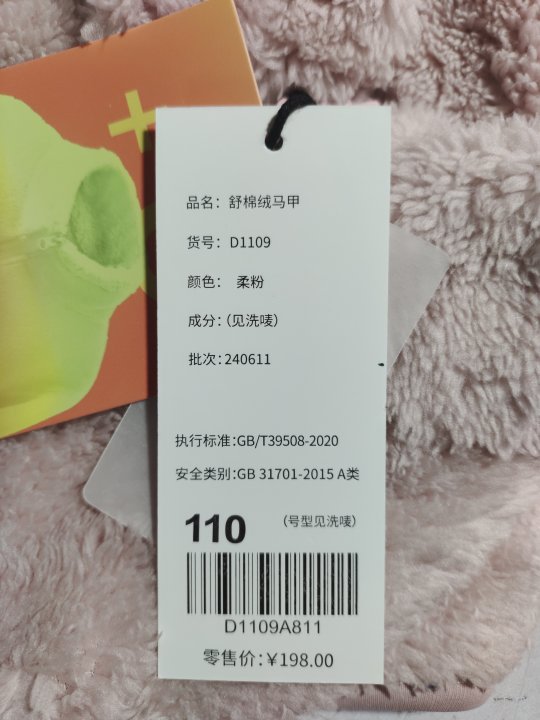 品名： 舒棉绒马甲
货号： D1109
颜色： 柔粉
成分：（见洗唛）
批次：240611
执行标准：GB/T39508-2020
安全类别：GB 31701-2015 A类
110 （号型见洗唛）
D1109A811
零售价：￥198.00